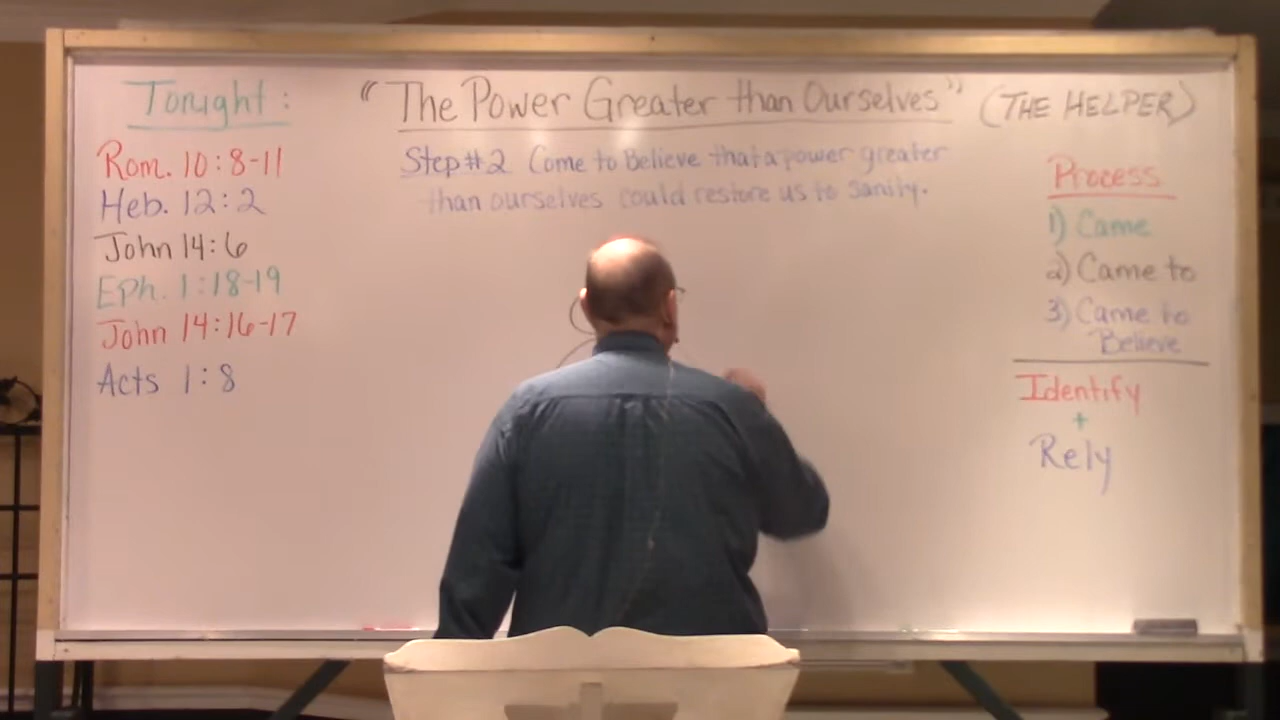 Tonight:
Rom. 10:8-11
Heb. 12:2
John 14:6
Eph. 1:18-19
John 14:16-17
Acts 1:8
"The Power Greater than Ourselves" (THE HELPER)
Step #2 Come to Believe that a power greater
than ourselves could restore us to sanity.
Process
1) Came
2) Came to
3) Came to
Believe
Identify
+
Rely